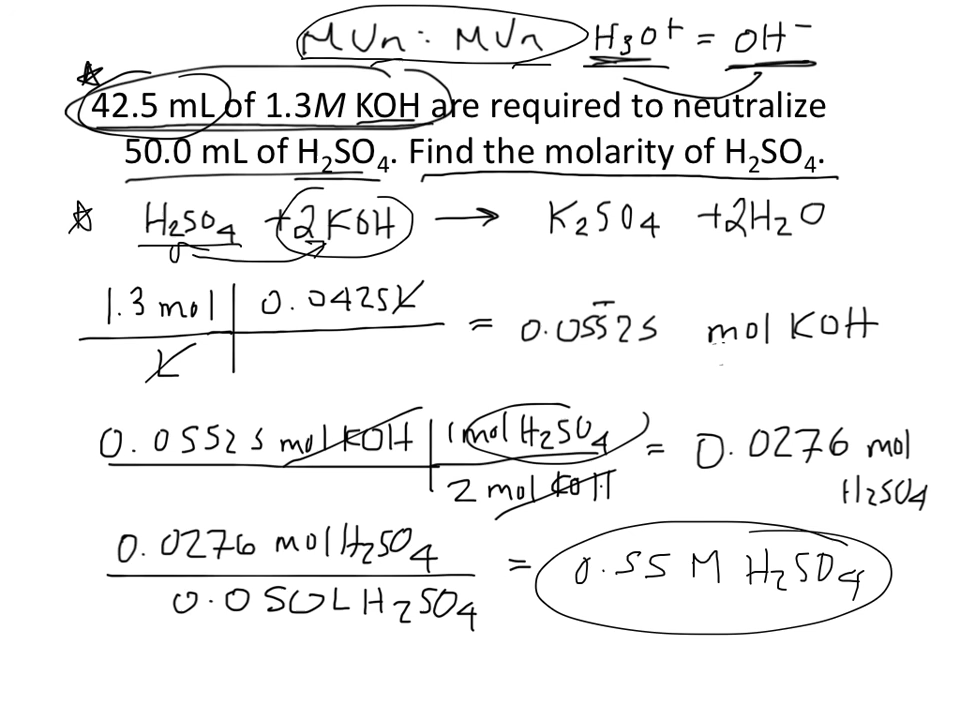 MVn = MVn H3O+ = OH−
42.5 mL of 1.3M KOH are required to neutralize
50.0 mL of H₂SO₄. Find the molarity of H₂SO₄.
H2SO4 + 2KOH → K2SO4 + 2H2O
1.3 mol | 0.0425L
L
= 0.05525 mol KOH
0.05525 mol KOH | 1 mol H2SO4
2 mol KOH
= 0.0276 mol
H2SO4
0.0276 mol H2SO4
0.050L H2SO4
= 0.55 M H2SO4